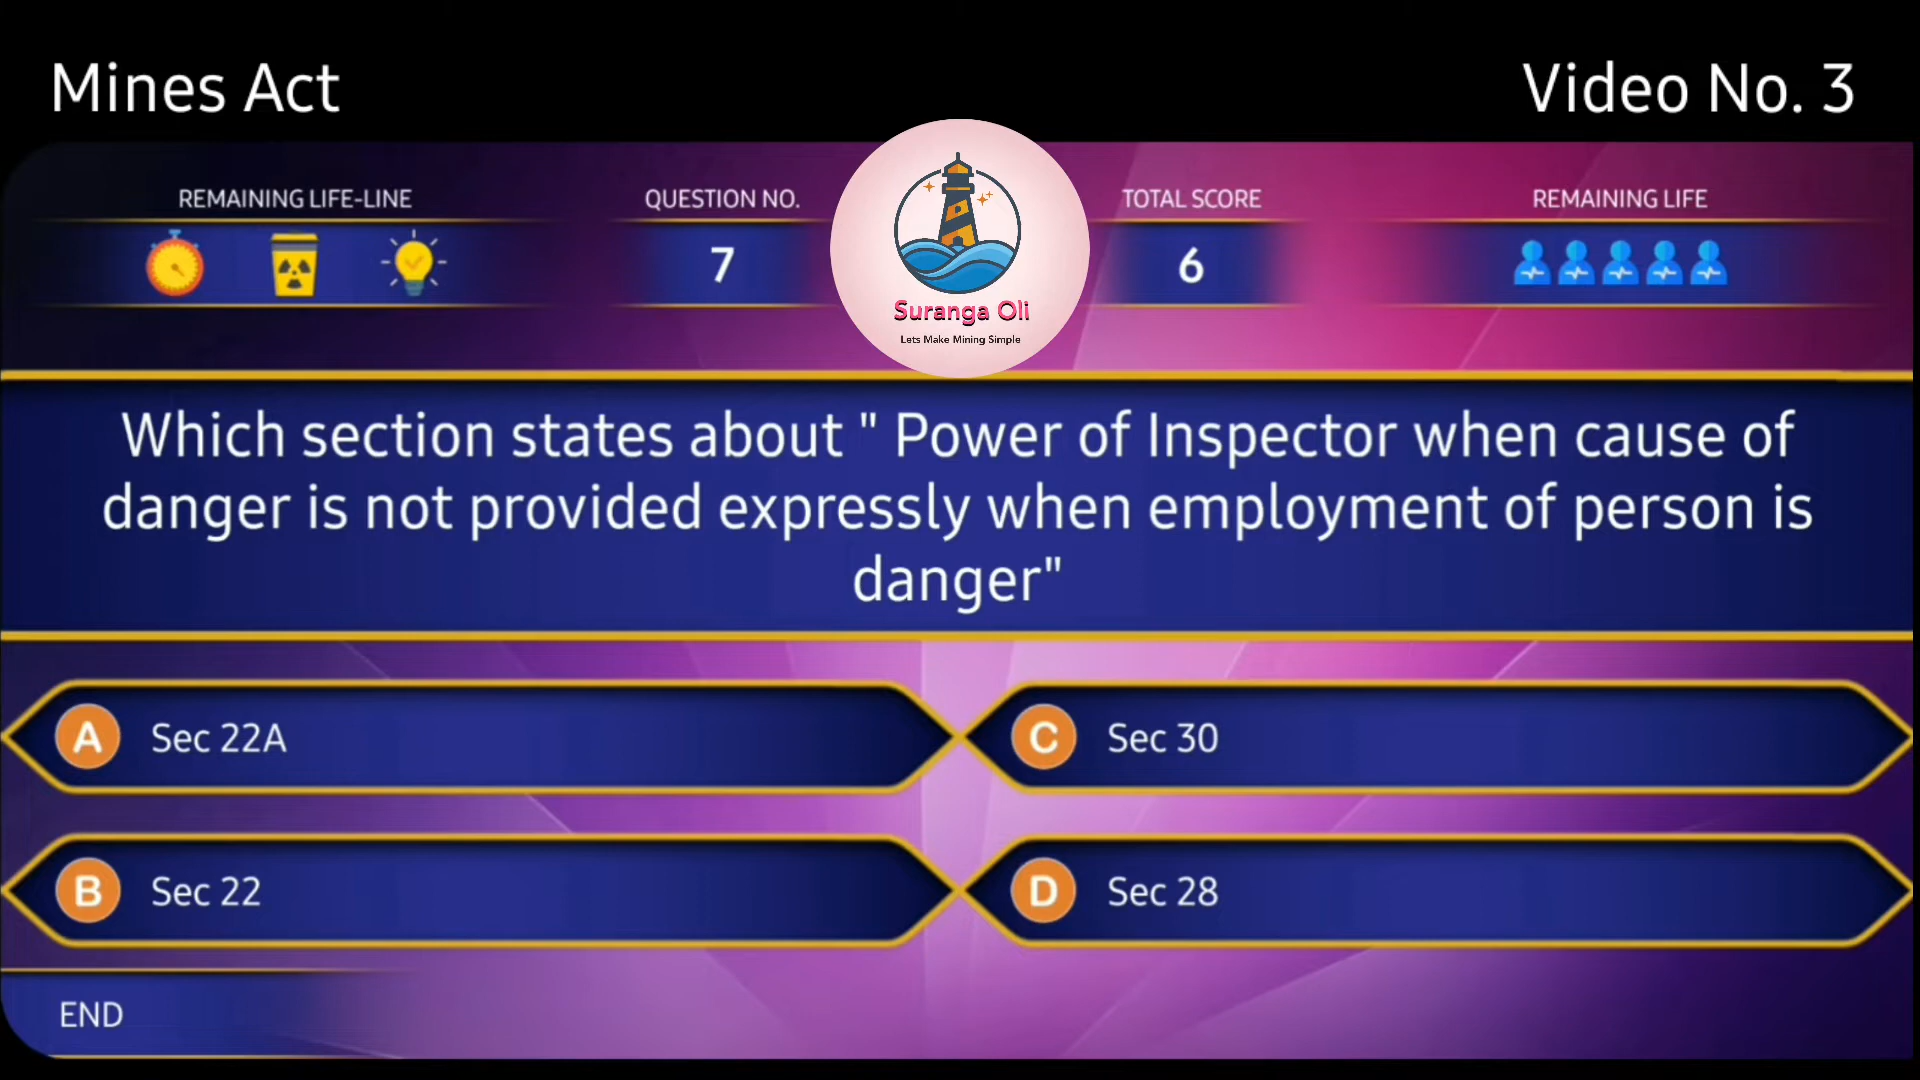 Mines Act
Video No. 3
REMAINING LIFE-LINE
QUESTION NO.
TOTAL SCORE
REMAINING LIFE
7
6
Suranga Oli
Lets Make Mining Simple
Which section states about " Power of Inspector when cause of
danger is not provided expressly when employment of person is
danger"
A Sec 22A
C Sec 30
B Sec 22
D Sec 28
END